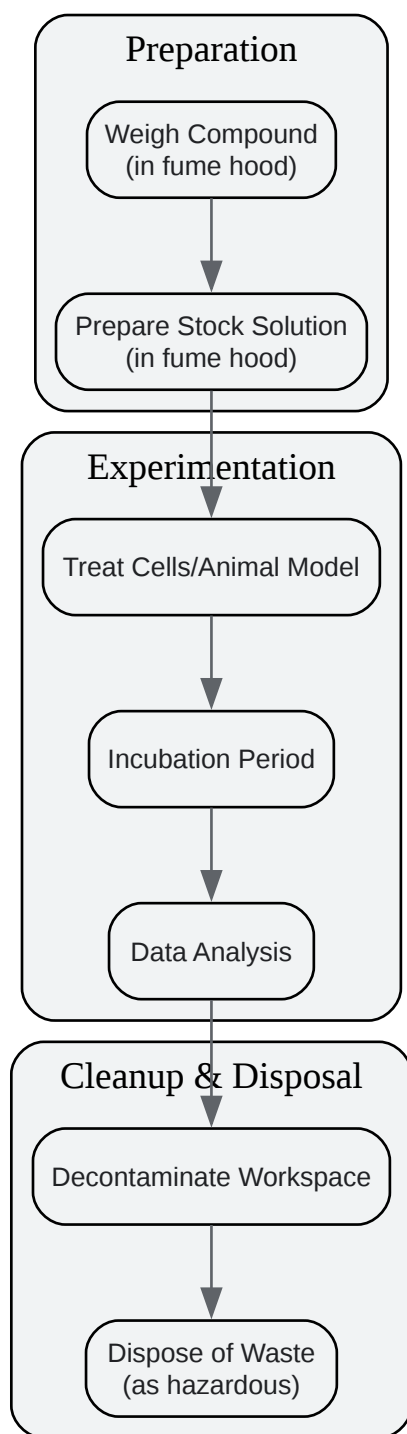 Preparation
Weigh Compound
(in fume hood)
Prepare Stock Solution
(in fume hood)
Experimentation
Treat Cells/Animal Model
Incubation Period
Data Analysis
Cleanup & Disposal
Decontaminate Workspace
Dispose of Waste
(as hazardous)